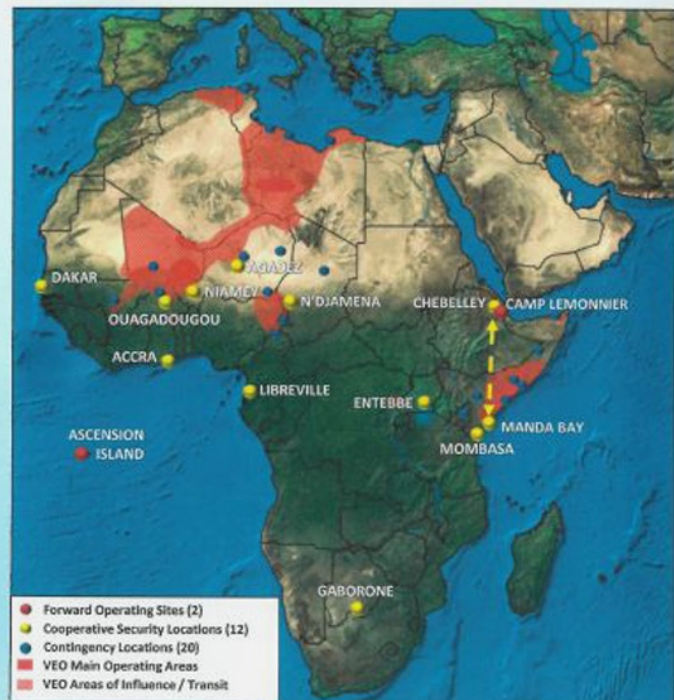 DAKAR
AGADEZ
NIAMEY
N'DJAMENA
OUAGADOUGOU
CHEBELLEY
CAMP LEMONNIER
ACCRA
LIBREVILLE
ENTEBBE
MANDA BAY
MOMBASA
ASCENSION
ISLAND
GABORONE
Forward Operating Sites (2)
Cooperative Security Locations (12)
Contingency Locations (20)
VEO Main Operating Areas
VEO Areas of Influence / Transit